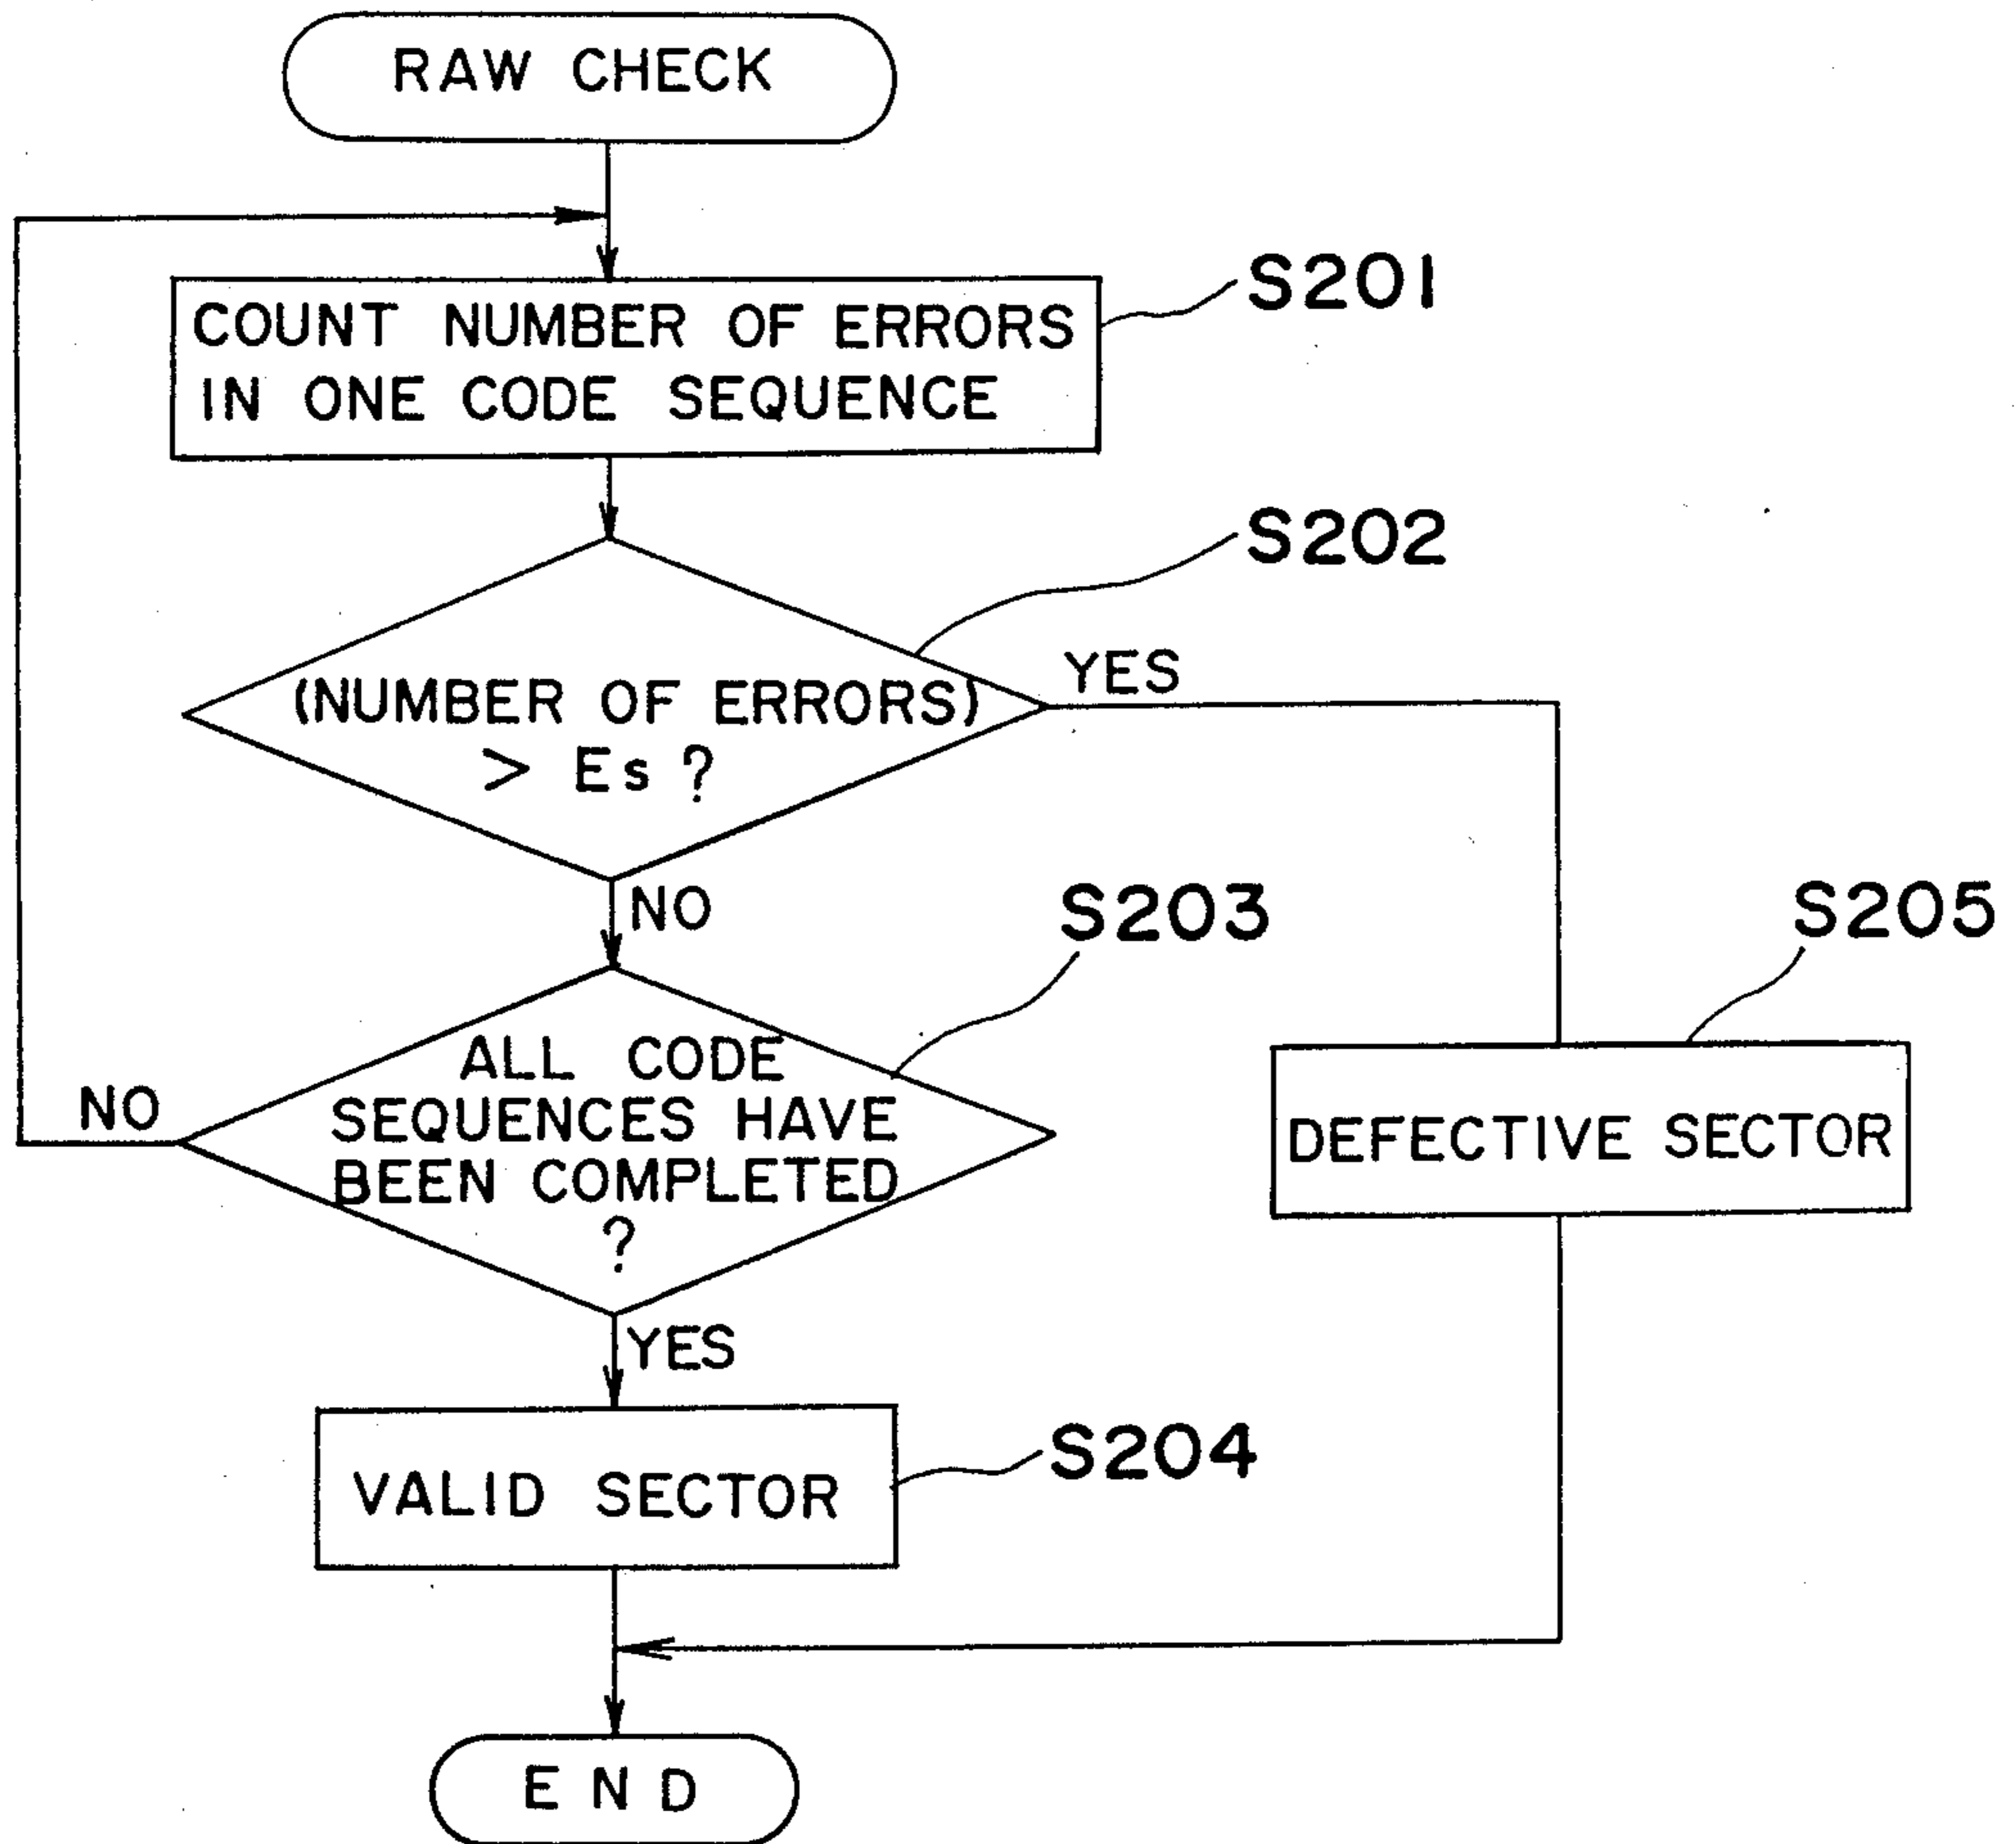 RAW CHECK
COUNT NUMBER OF ERRORS
IN ONE CODE SEQUENCE
S201
(NUMBER OF ERRORS)
> Es ?
S202
YES
NO
ALL CODE
SEQUENCES HAVE
BEEN COMPLETED
?
S203
NO
YES
DEFECTIVE SECTOR
S205
VALID SECTOR
S204
END